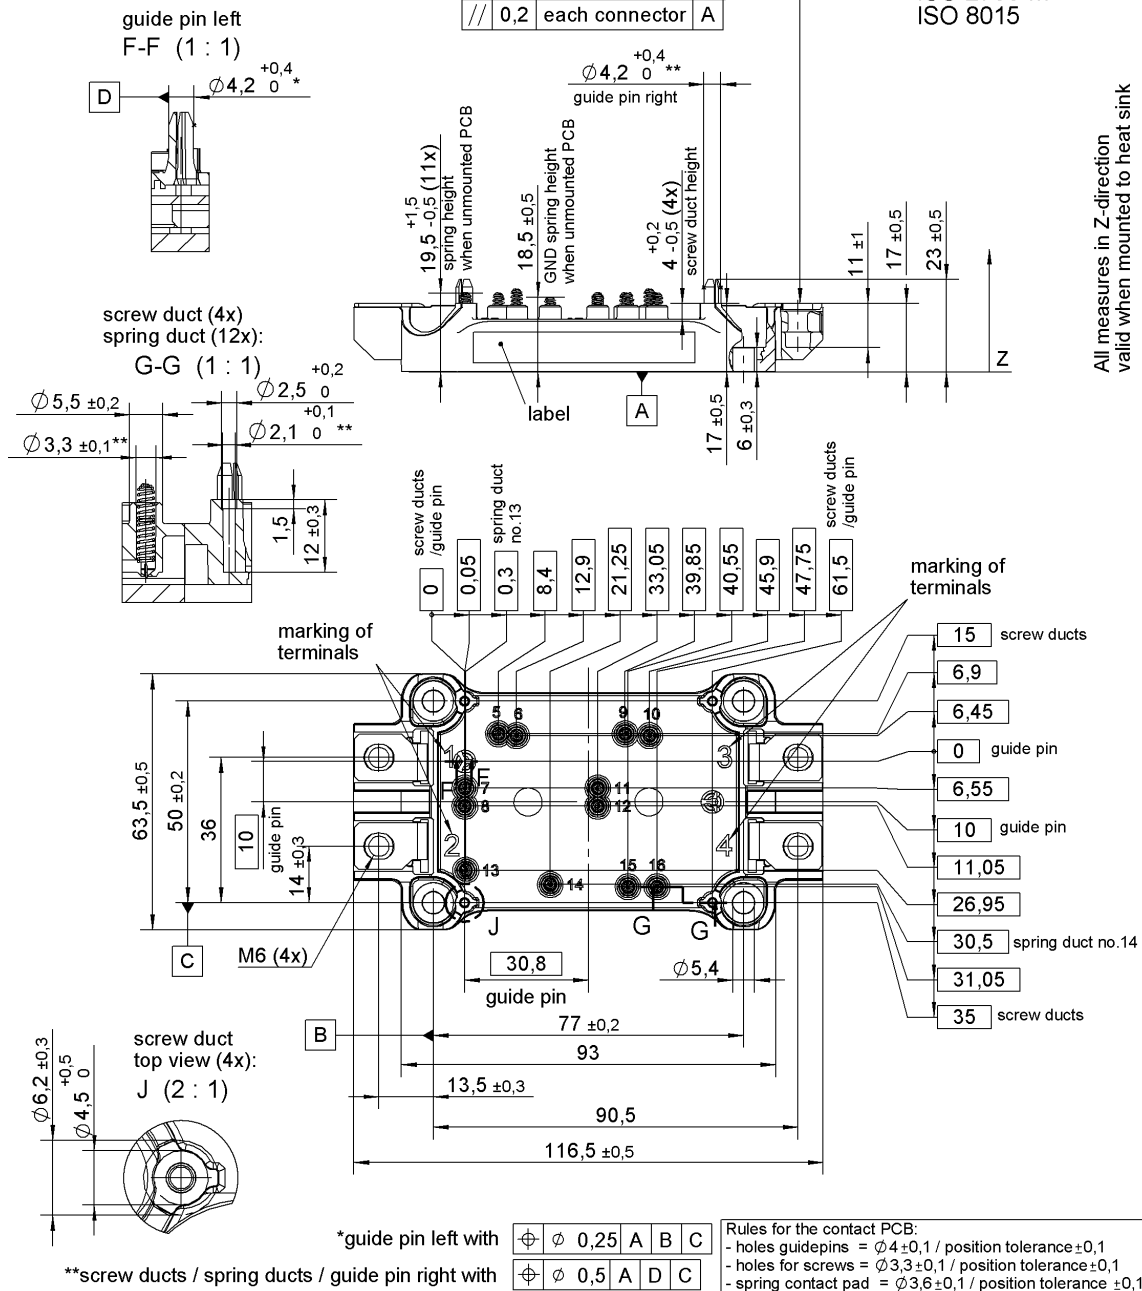 guide pin left
F-F (1 : 1)
D
Ø4,2 +0,4 0 *
// 0,2 each connector A
ISO 8015
Ø4,2 +0,4 0 **
guide pin right
19,5 +1,5 -0,5 (11x)
spring height
when unmounted PCB
18,5 ±0,5
GND spring height
when unmounted PCB
4 +0,2 -0,5 (4x)
screw duct height
11 ±1
17 ±0,5
23 ±0,5
All measures in Z-direction
valid when mounted to heat sink
Z
label
A
17 ±0,5
6 ±0,3
screw duct (4x)
spring duct (12x):
G-G (1 : 1)
Ø5,5 ±0,2
Ø3,3 ±0,1**
Ø2,5 +0,2 0
Ø2,1 +0,1 0 **
1,5
12 ±0,3
screw ducts
/guide pin
spring duct
no.13
screw ducts
/guide pin
0
0,05
0,3
8,4
12,9
21,25
33,05
39,85
40,55
45,9
47,75
61,5
marking of
terminals
marking of
terminals
15 screw ducts
6,9
6,45
0 guide pin
6,55
10 guide pin
11,05
26,95
30,5 spring duct no.14
31,05
35 screw ducts
63,5 ±0,5
50 ±0,2
36
10
guide pin
14 ±0,3
5 6 9 10
1 3
F
F 7 11
8 12
2 4
13 14 15 16
J G G
C
M6 (4x)
30,8
guide pin
Ø5,4
B
77 ±0,2
93
13,5 ±0,3
90,5
116,5 ±0,5
screw duct
top view (4x):
J (2 : 1)
Ø6,2 ±0,3
Ø4,5 +0,5 0
*guide pin left with ⌖ Ø 0,25 A B C
**screw ducts / spring ducts / guide pin right with ⌖ Ø 0,5 A D C
Rules for the contact PCB:
- holes guidepins = Ø4±0,1 / position tolerance±0,1
- holes for screws = Ø3,3±0,1 / position tolerance±0,1
- spring contact pad = Ø3,6±0,1 / position tolerance ±0,1